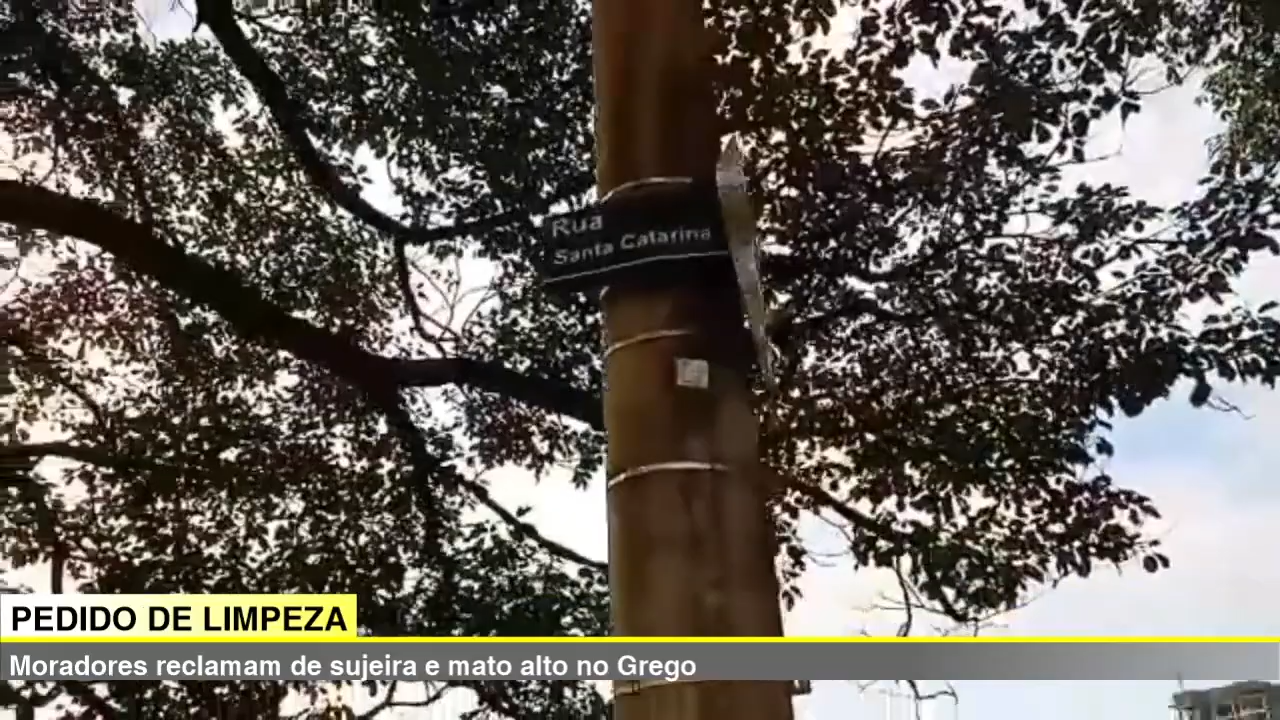 Rua
Santa Catarina
PEDIDO DE LIMPEZA
Moradores reclamam de sujeira e mato alto no Grego